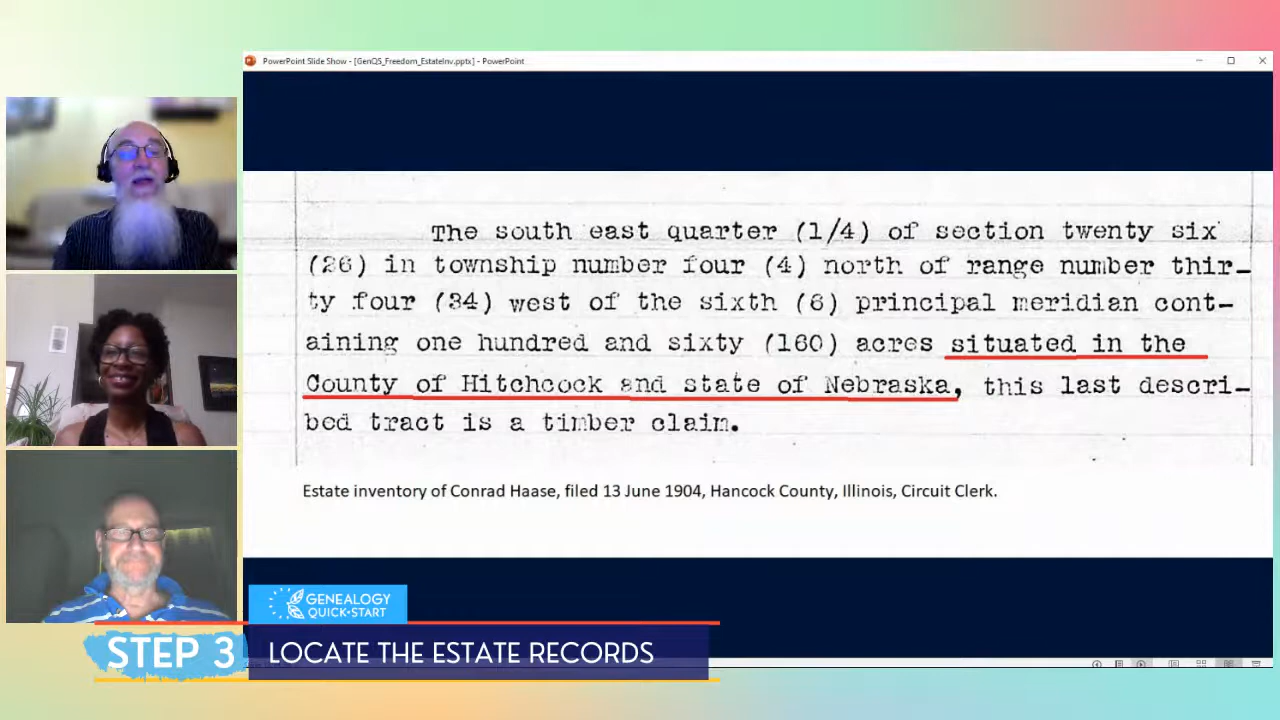 PowerPoint Slide Show - [GenQS_Freedom_EstateInv.pptx] - PowerPoint
The south east quarter (1/4) of section twenty six
(26) in township number four (4) north of range number thir-
ty four (34) west of the sixth (6) principal meridian cont-
aining one hundred and sixty (160) acres situated in the
County of Hitchcock and state of Nebraska, this last descri-
bed tract is a timber claim.
Estate inventory of Conrad Haase, filed 13 June 1904, Hancock County, Illinois, Circuit Clerk.
GENEALOGY
QUICK•START
STEP 3 LOCATE THE ESTATE RECORDS